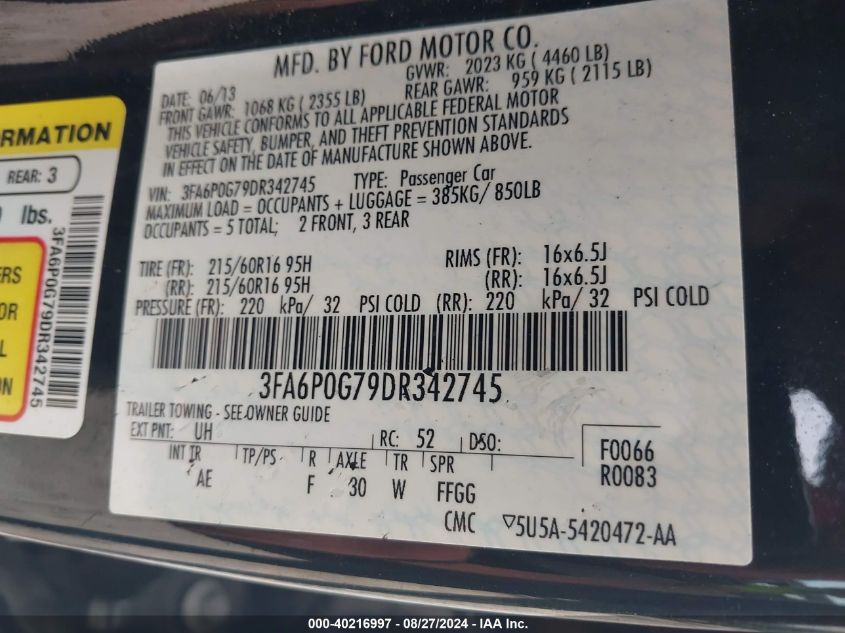 MFD. BY FORD MOTOR CO.
DATE: 06/13 GVWR: 2023 KG ( 4460 LB)
FRONT GAWR: 1068 KG ( 2355 LB) REAR GAWR: 959 KG ( 2115 LB)
THIS VEHICLE CONFORMS TO ALL APPLICABLE FEDERAL MOTOR
VEHICLE SAFETY, BUMPER, AND THEFT PREVENTION STANDARDS
IN EFFECT ON THE DATE OF MANUFACTURE SHOWN ABOVE.
VIN: 3FA6P0G79DR342745 TYPE: Passenger Car
MAXIMUM LOAD = OCCUPANTS + LUGGAGE = 385KG/ 850LB
OCCUPANTS = 5 TOTAL; 2 FRONT, 3 REAR
TIRE (FR): 215/60R16 95H RIMS (FR): 16x6.5J
(RR): 215/60R16 95H (RR): 16x6.5J
PRESSURE (FR): 220 kPa/ 32 PSI COLD (RR): 220 kPa/ 32 PSI COLD
3FA6P0G79DR342745
TRAILER TOWING - SEE OWNER GUIDE
EXT PNT: UH RC: 52 DSO:
INT TR TP/PS R AXLE TR SPR
AE F 30 W FFGG
F0066
R0083
CMC 5U5A-5420472-AA
RMATION
REAR: 3
lbs.
3FA6P0G79DR342745
ERS
OR
L
ON
000-40216997 - 08/27/2024 - IAA Inc.